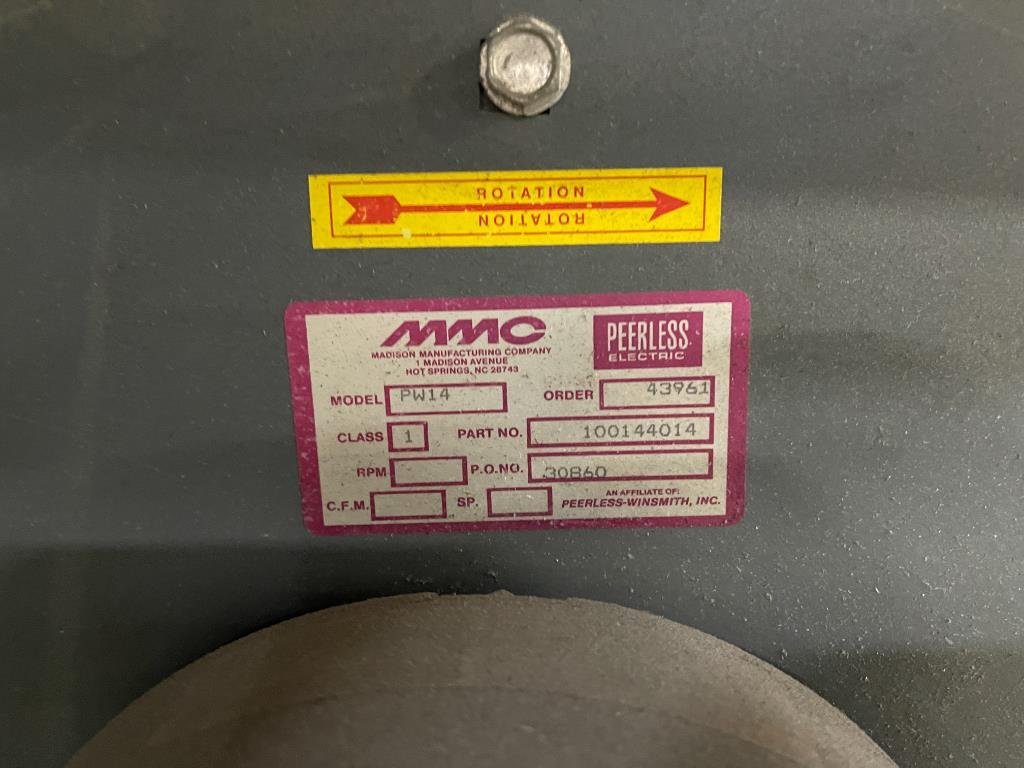 ROTATION
ROTATION
MMC
MADISON MANUFACTURING COMPANY
1 MADISON AVENUE
HOT SPRINGS, NC 28743
PEERLESS
ELECTRIC
MODEL PW14 ORDER 43961
CLASS 1 PART NO. 100144014
RPM P.O.NO. 30860
C.F.M. SP.
AN AFFILIATE OF:
PEERLESS-WINSMITH, INC.